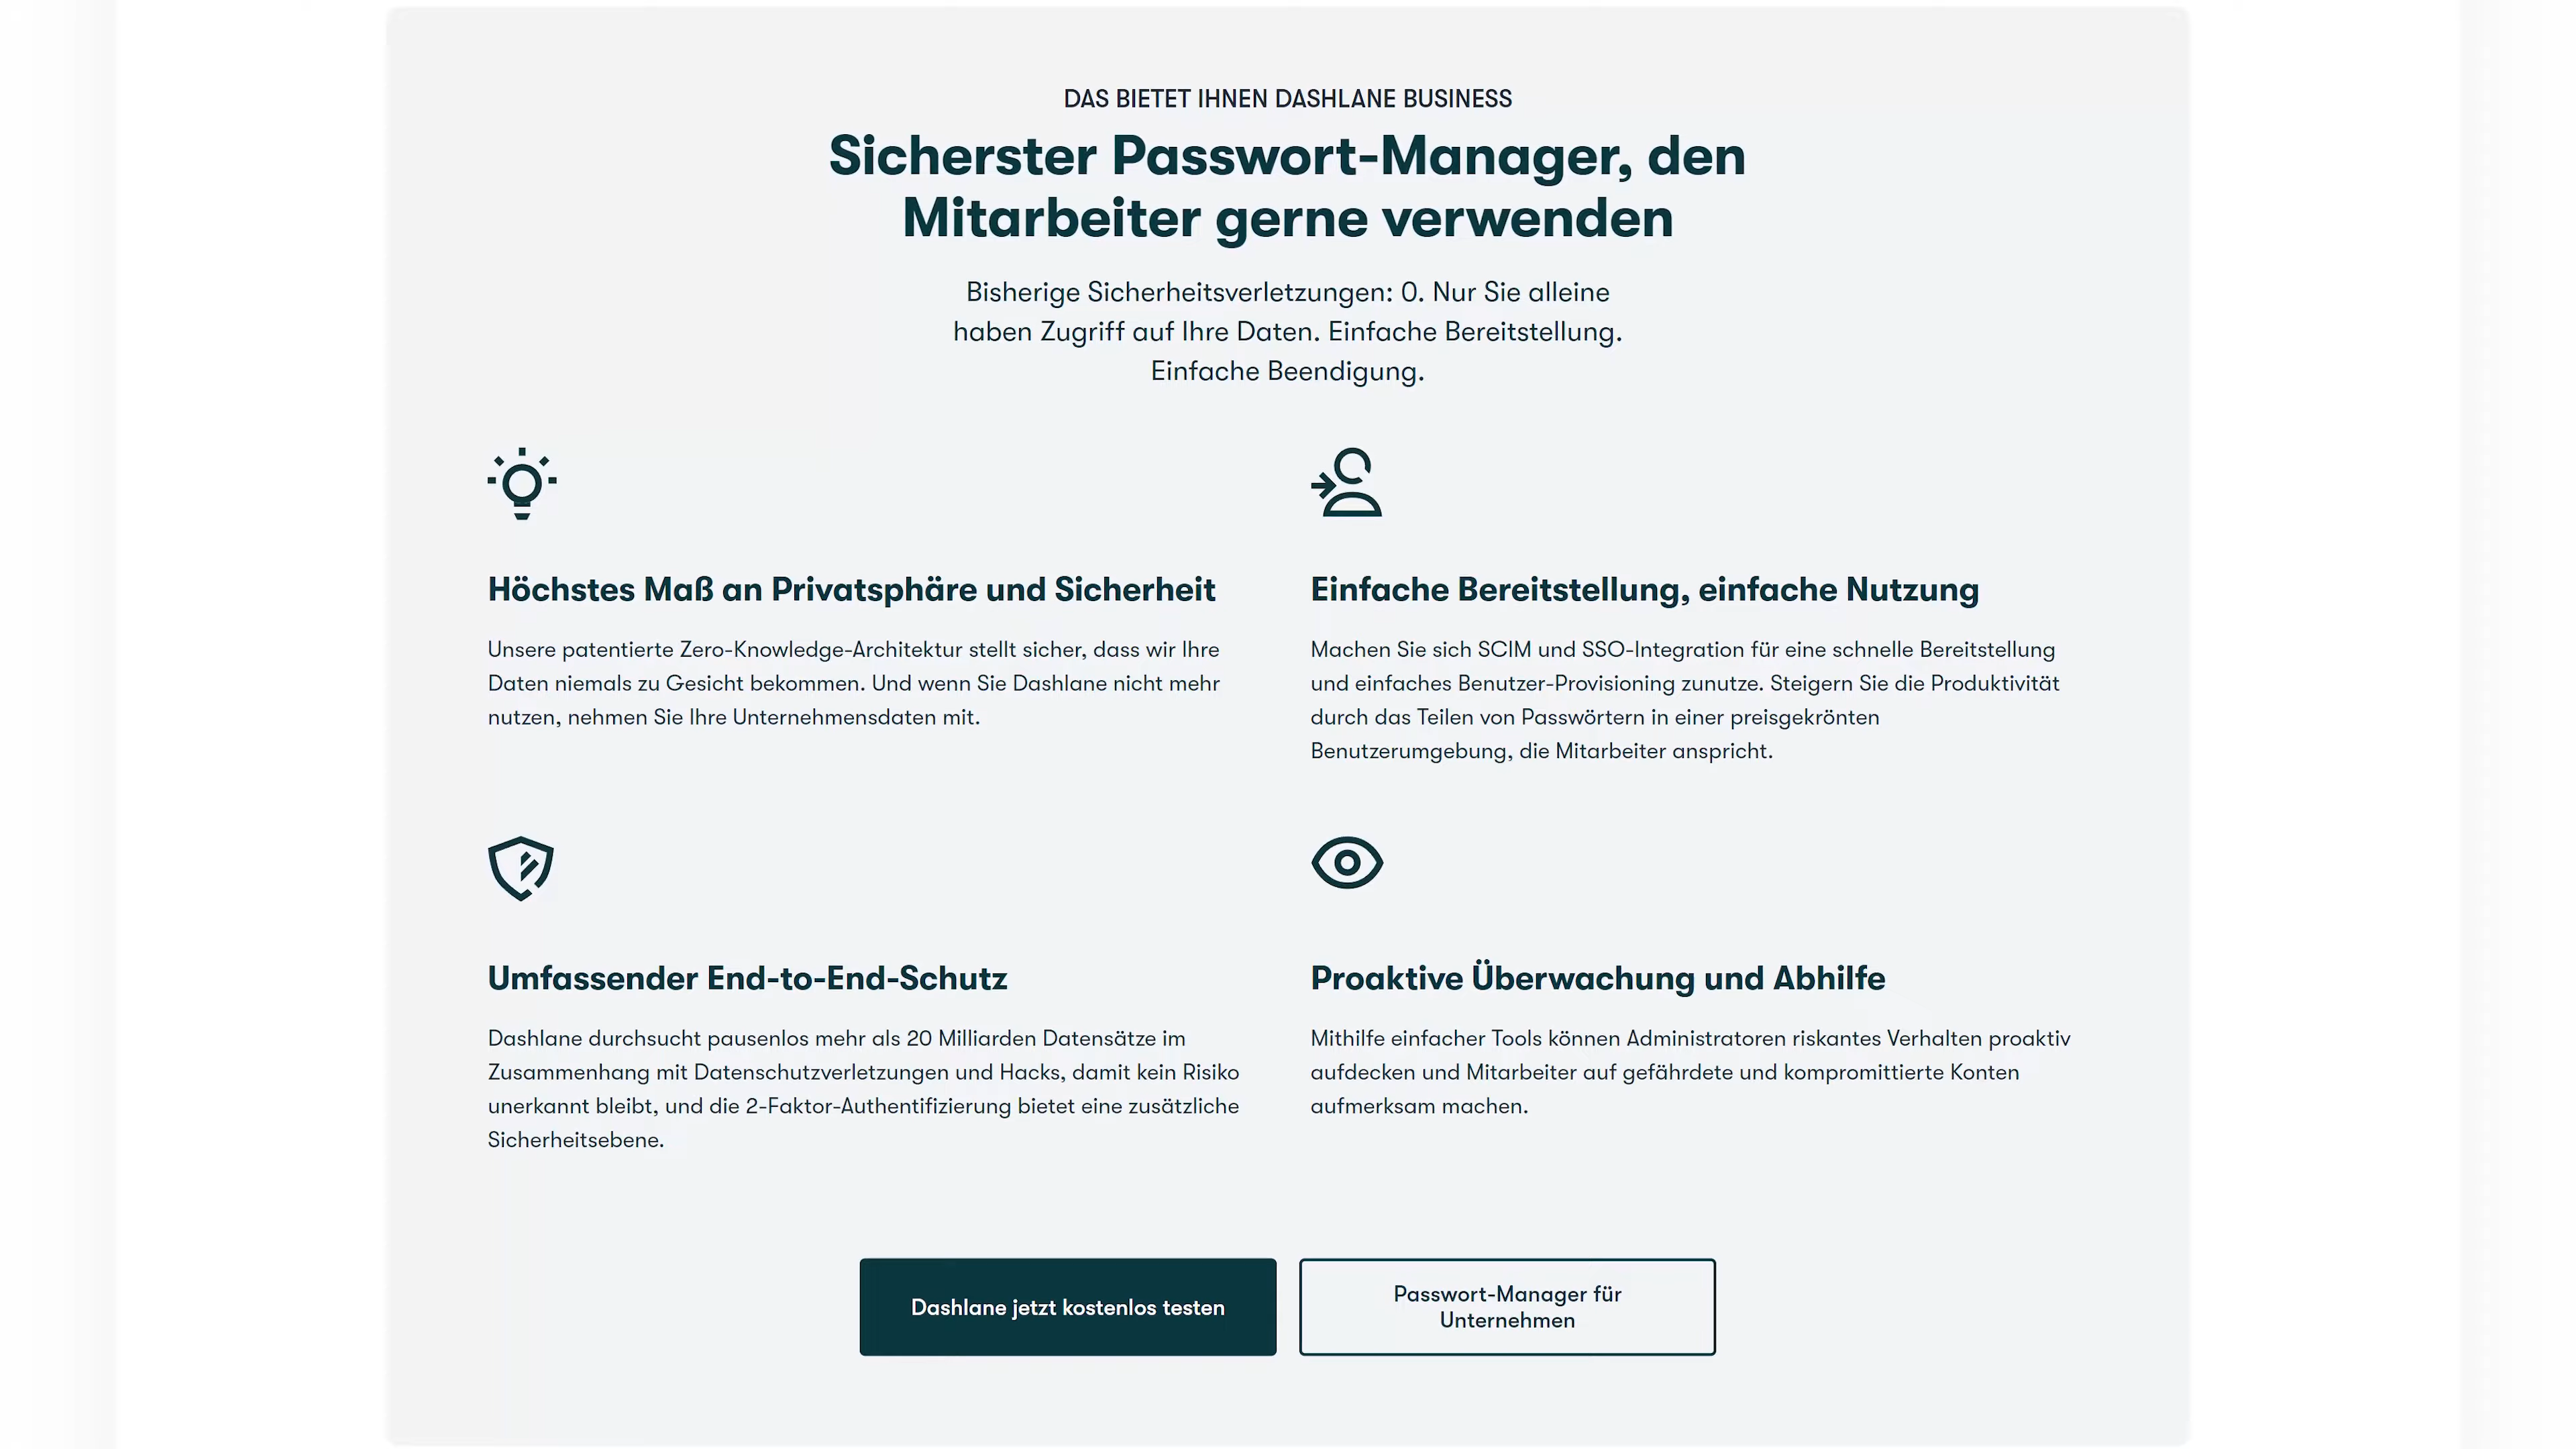 DAS BIETET IHNEN DASHLANE BUSINESS
Sicherster Passwort-Manager, den
Mitarbeiter gerne verwenden
Bisherige Sicherheitsverletzungen: 0. Nur Sie alleine
haben Zugriff auf Ihre Daten. Einfache Bereitstellung.
Einfache Beendigung.
Höchstes Maß an Privatsphäre und Sicherheit
Unsere patentierte Zero-Knowledge-Architektur stellt sicher, dass wir Ihre
Daten niemals zu Gesicht bekommen. Und wenn Sie Dashlane nicht mehr
nutzen, nehmen Sie Ihre Unternehmensdaten mit.
Einfache Bereitstellung, einfache Nutzung
Machen Sie sich SCIM und SSO-Integration für eine schnelle Bereitstellung
und einfaches Benutzer-Provisioning zunutze. Steigern Sie die Produktivität
durch das Teilen von Passwörtern in einer preisgekrönten
Benutzerumgebung, die Mitarbeiter anspricht.
Umfassender End-to-End-Schutz
Dashlane durchsucht pausenlos mehr als 20 Milliarden Datensätze im
Zusammenhang mit Datenschutzverletzungen und Hacks, damit kein Risiko
unerkannt bleibt, und die 2-Faktor-Authentifizierung bietet eine zusätzliche
Sicherheitsebene.
Proaktive Überwachung und Abhilfe
Mithilfe einfacher Tools können Administratoren riskantes Verhalten proaktiv
aufdecken und Mitarbeiter auf gefährdete und kompromittierte Konten
aufmerksam machen.
Dashlane jetzt kostenlos testen
Passwort-Manager für
Unternehmen